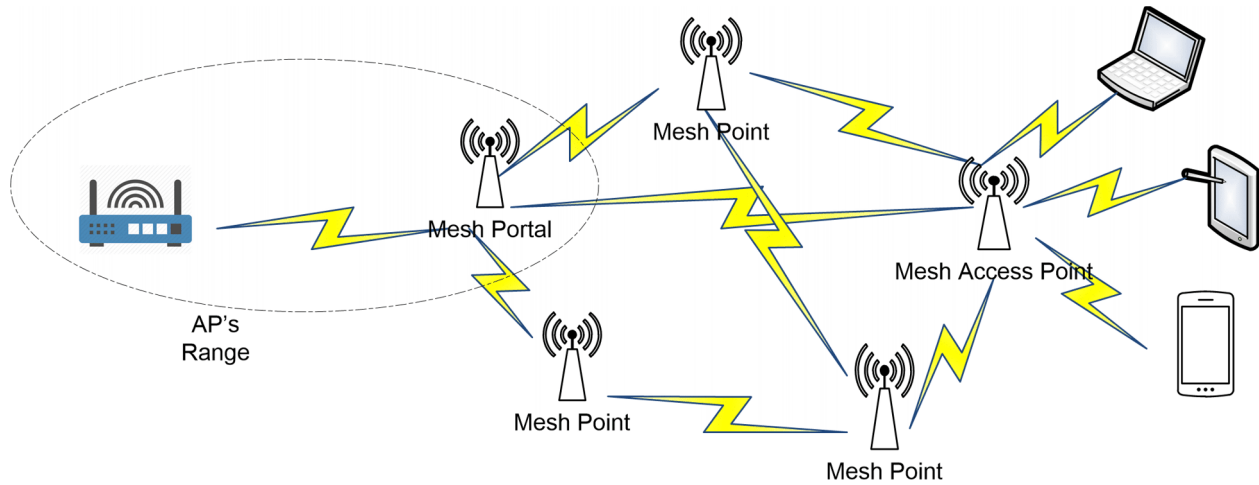 Mesh Point
Mesh Portal
Mesh Access Point
AP's
Range
Mesh Point
Mesh Point